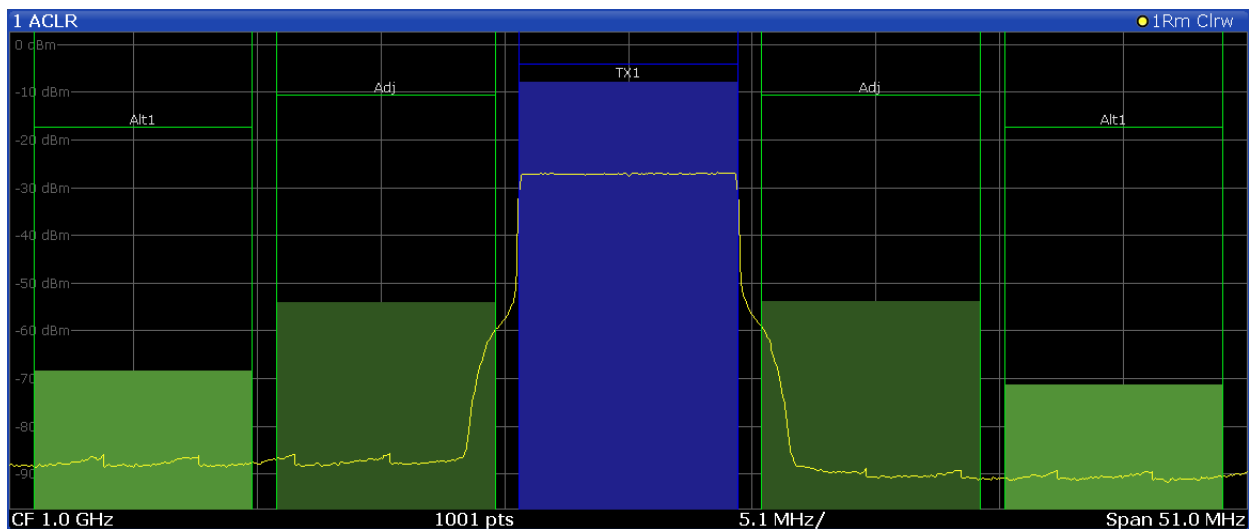 1 ACLR 1Rm Clrw
0 dBm
TX1
Adj Adj
-10 dBm
Alt1 Alt1
-20 dBm
-30 dBm
-40 dBm
-50 dBm
-60 dBm
-70
-80
-90
CF 1.0 GHz 1001 pts 5.1 MHz/ Span 51.0 MHz